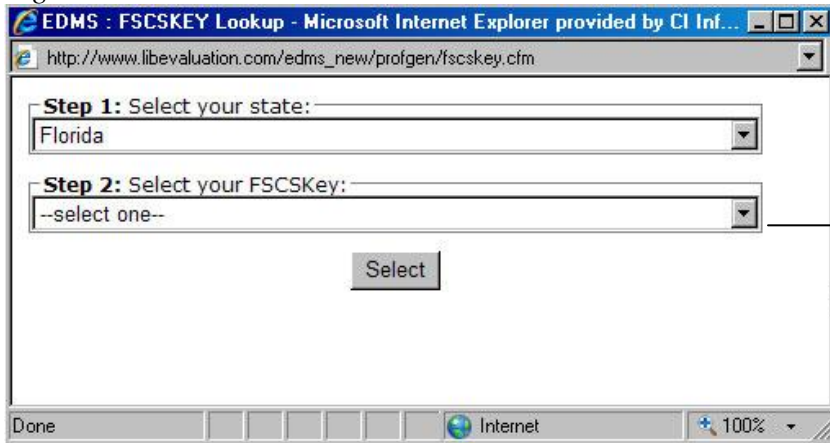 EDMS : FSCSKEY Lookup - Microsoft Internet Explorer provided by CI Inf...
http://www.libevaluation.com/edms_new/profgen/fscskey.cfm
Step 1: Select your state:
Florida
Step 2: Select your FSCSKey:
--select one--
Select
Done Internet 100%